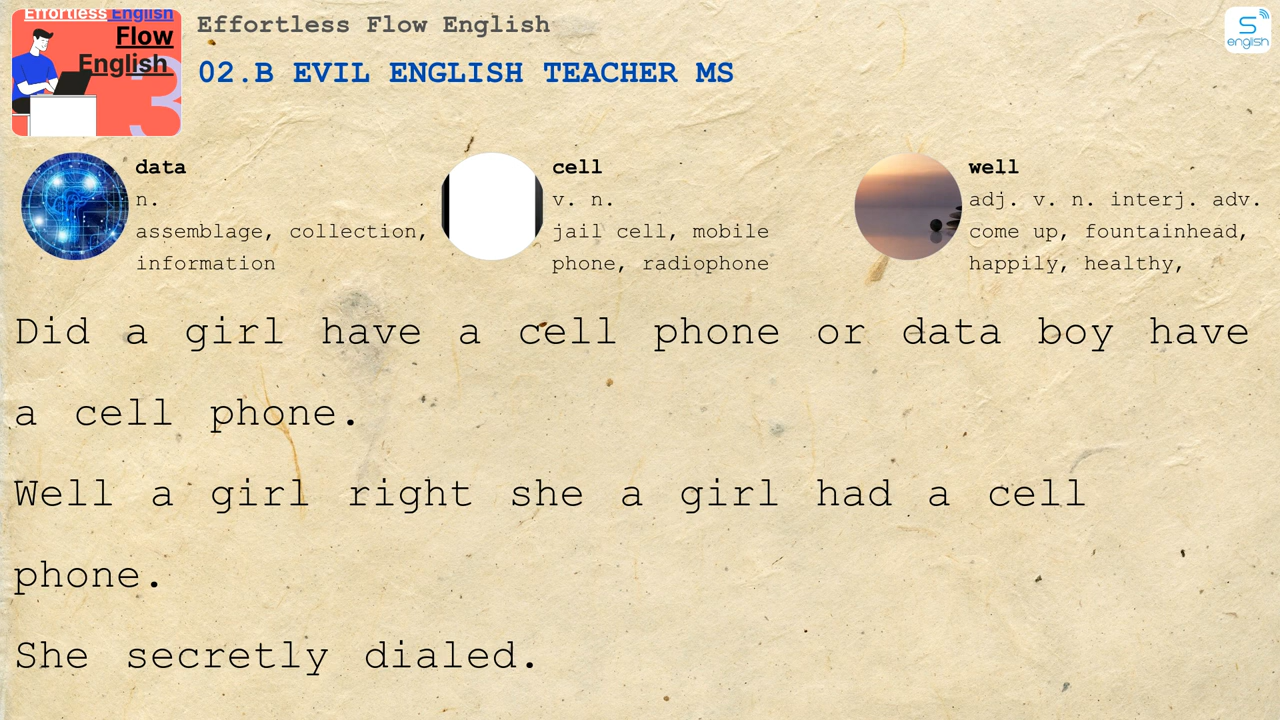 Effortless English
Flow
English
3
Effortless Flow English
02.B EVIL ENGLISH TEACHER MS
S
english
data
n.
assemblage, collection,
information
cell
v. n.
jail cell, mobile
phone, radiophone
well
adj. v. n. interj. adv.
come up, fountainhead,
happily, healthy,
Did a girl have a cell phone or data boy have
a cell phone.
Well a girl right she a girl had a cell
phone.
She secretly dialed.